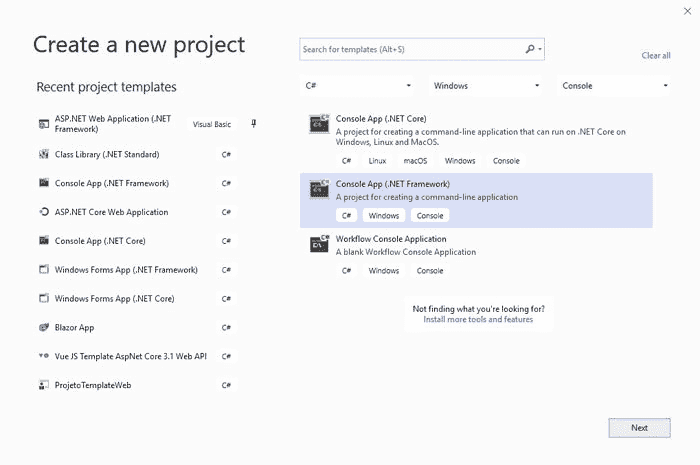 Create a new project
Recent project templates
ASP.NET Web Application (.NET
Framework)
Visual Basic
Class Library (.NET Standard)
C#
Console App (.NET Framework)
C#
ASP.NET Core Web Application
C#
Console App (.NET Core)
C#
Windows Forms App (.NET Framework)
C#
Windows Forms App (.NET Core)
C#
Blazor App
C#
Vue JS Template AspNet Core 3.1 Web API
C#
ProjetoTemplateWeb
C#
Search for templates (Alt+S)
Clear all
C#
Windows
Console
Console App (.NET Core)
A project for creating a command-line application that can run on .NET Core on
Windows, Linux and MacOS.
C# Linux macOS Windows Console
Console App (.NET Framework)
A project for creating a command-line application
C# Windows Console
Workflow Console Application
A blank Workflow Console Application
C# Windows Console
Not finding what you're looking for?
Install more tools and features
Next